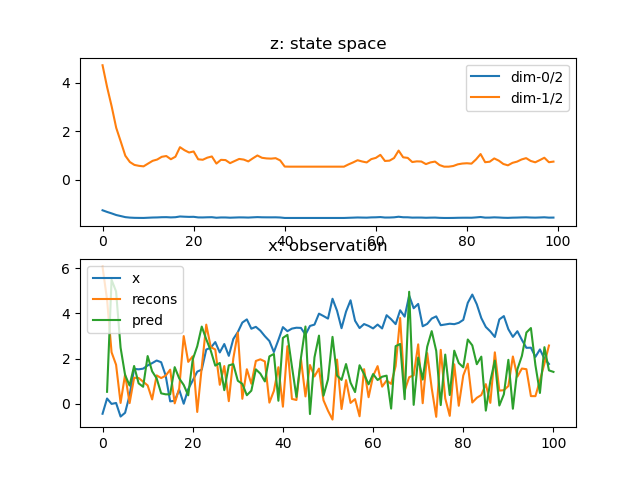 z: state space
4
2
0
dim-0/2
dim-1/2
0 20 40 60 80 100
x: observation
6
4
2
0
x
recons
pred
0 20 40 60 80 100